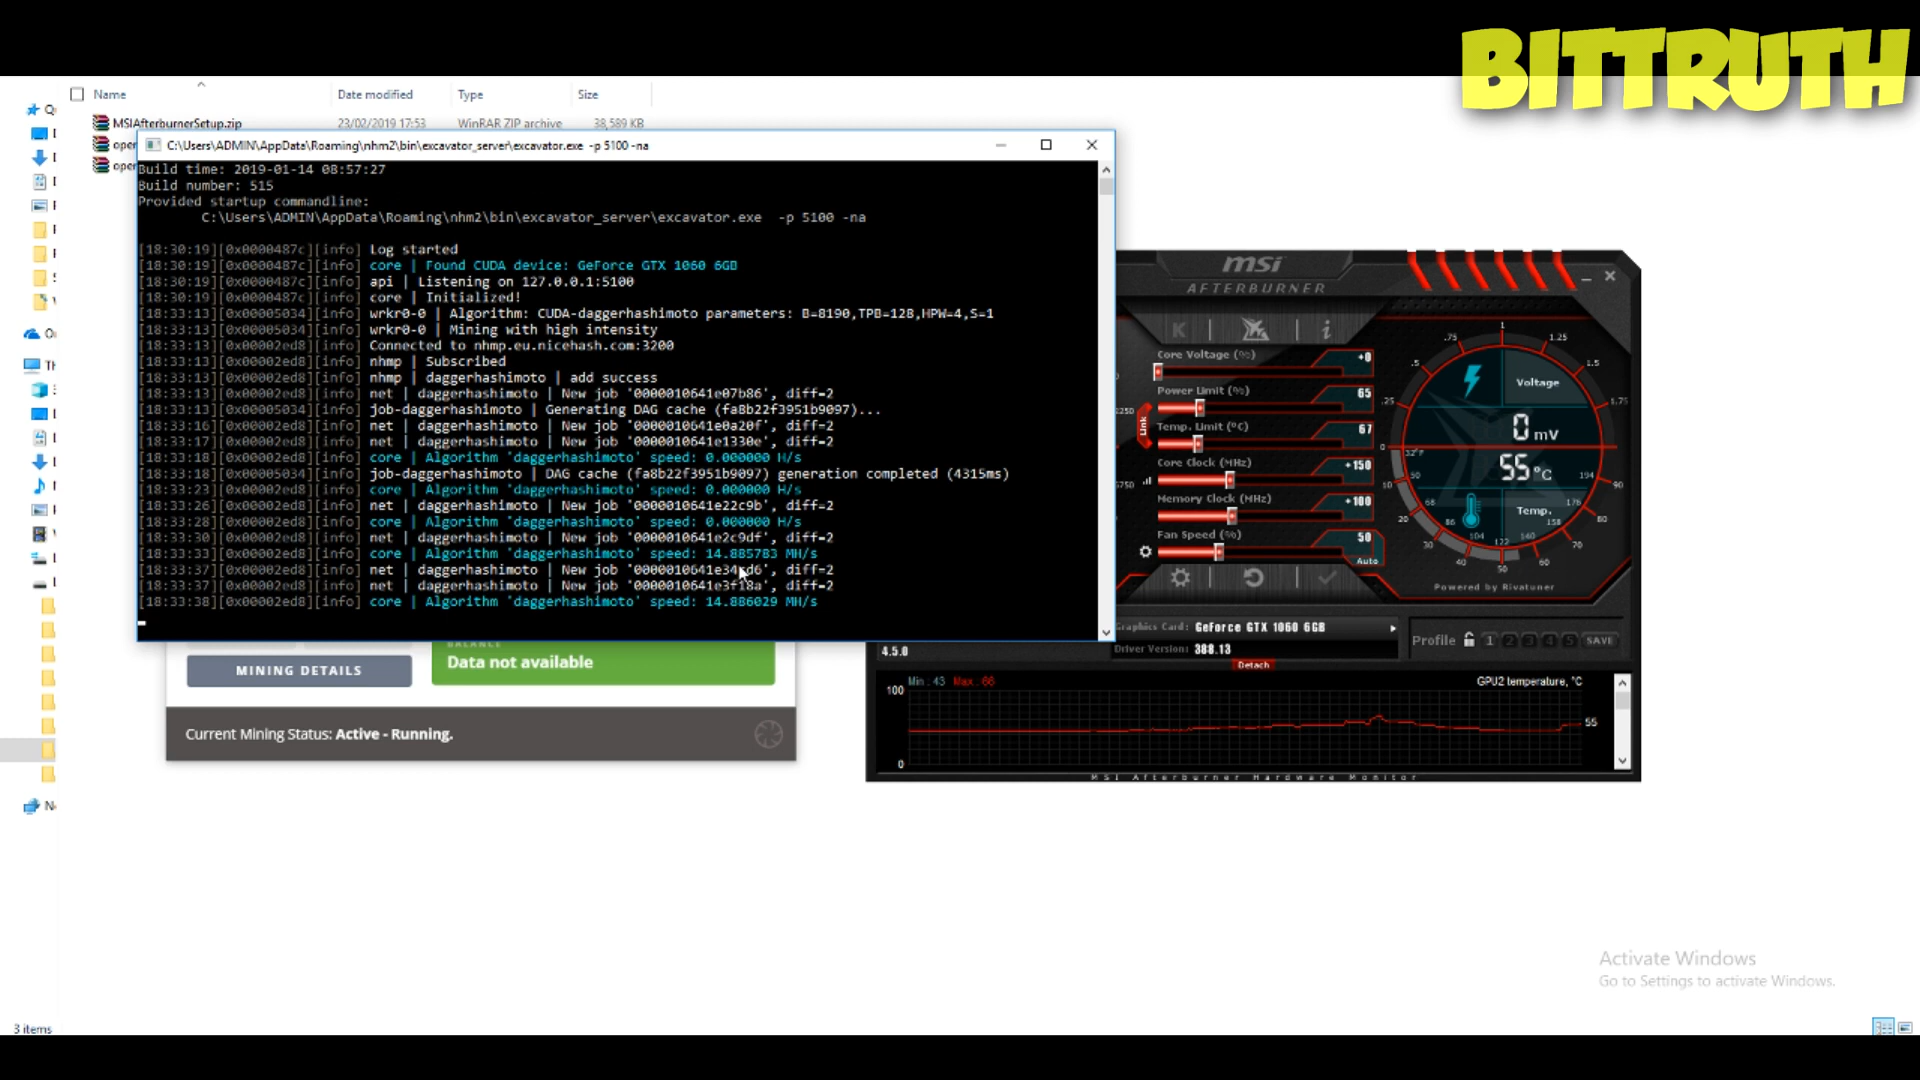 BITTRUTH
Name Date modified Type Size
MSIAfterburnerSetup.zip 23/02/2019 17:53 WinRAR ZIP archive 38,589 KB
C:\Users\ADMIN\AppData\Roaming\nhm2\bin\excavator_server\excavator.exe -p 5100 -na
Build time: 2019-01-14 08:57:27
Build number: 515
Provided startup commandline:
C:\Users\ADMIN\AppData\Roaming\nhm2\bin\excavator_server\excavator.exe -p 5100 -na
[18:30:19][0x0000487c][info] Log started
[18:30:19][0x0000487c][info] core | Found CUDA device: GeForce GTX 1060 6GB
[18:30:19][0x0000487c][info] api | Listening on 127.0.0.1:5100
[18:30:19][0x0000487c][info] core | Initialized!
[18:33:13][0x00005034][info] wrkr0-0 | Algorithm: CUDA-daggerhashimoto parameters: B=8190,TPB=128,HPW=4,S=1
[18:33:13][0x00005034][info] wrkr0-0 | Mining with high intensity
[18:33:13][0x00002ed8][info] Connected to nhmp.eu.nicehash.com:3200
[18:33:13][0x00002ed8][info] nhmp | Subscribed
[18:33:13][0x00002ed8][info] nhmp | daggerhashimoto | add success
[18:33:13][0x00002ed8][info] net | daggerhashimoto | New job '0000010641e07b86', diff=2
[18:33:13][0x00005034][info] job-daggerhashimoto | Generating DAG cache (fa8b22f3951b9097)...
[18:33:16][0x00002ed8][info] net | daggerhashimoto | New job '0000010641e0a20f', diff=2
[18:33:17][0x00002ed8][info] net | daggerhashimoto | New job '0000010641e1330e', diff=2
[18:33:18][0x00002ed8][info] core | Algorithm 'daggerhashimoto' speed: 0.000000 H/s
[18:33:18][0x00005034][info] job-daggerhashimoto | DAG cache (fa8b22f3951b9097) generation completed (4315ms)
[18:33:23][0x00002ed8][info] core | Algorithm 'daggerhashimoto' speed: 0.000000 H/s
[18:33:26][0x00002ed8][info] net | daggerhashimoto | New job '0000010641e22c9b', diff=2
[18:33:28][0x00002ed8][info] core | Algorithm 'daggerhashimoto' speed: 0.000000 H/s
[18:33:30][0x00002ed8][info] net | daggerhashimoto | New job '0000010641e2c9df', diff=2
[18:33:33][0x00002ed8][info] core | Algorithm 'daggerhashimoto' speed: 14.885783 MH/s
[18:33:37][0x00002ed8][info] net | daggerhashimoto | New job diff=2
[18:33:37][0x00002ed8][info] net | daggerhashimoto | New job '0000010641e3f18a', diff=2
[18:33:38][0x00002ed8][info] core | Algorithm 'daggerhashimoto' speed: 14.886029 MH/s
MINING DETAILS
Data not available
Current Mining Status: Active - Running.
msi
AFTERBURNER
Core Voltage (%) +0
Power Limit (%) 65
Temp. Limit (°C) 67
Link
Core Clock (MHz) +150
Memory Clock (MHz) +100
Fan Speed (%) 50
Auto
.5 .75 1 1.25 1.5 1.75
Voltage
0 mV
55 °C
Temp.
Powered by Rivatuner
Graphics Card: GeForce GTX 1060 6GB
Driver Version: 388.13
Profile 1 2 3 4 5 SAVE
4.5.0
Detach
Min : 43 Max : 66 GPU2 temperature, °C
100
55
0
MSI Afterburner Hardware Monitor
Activate Windows
Go to Settings to activate Windows.
3 items